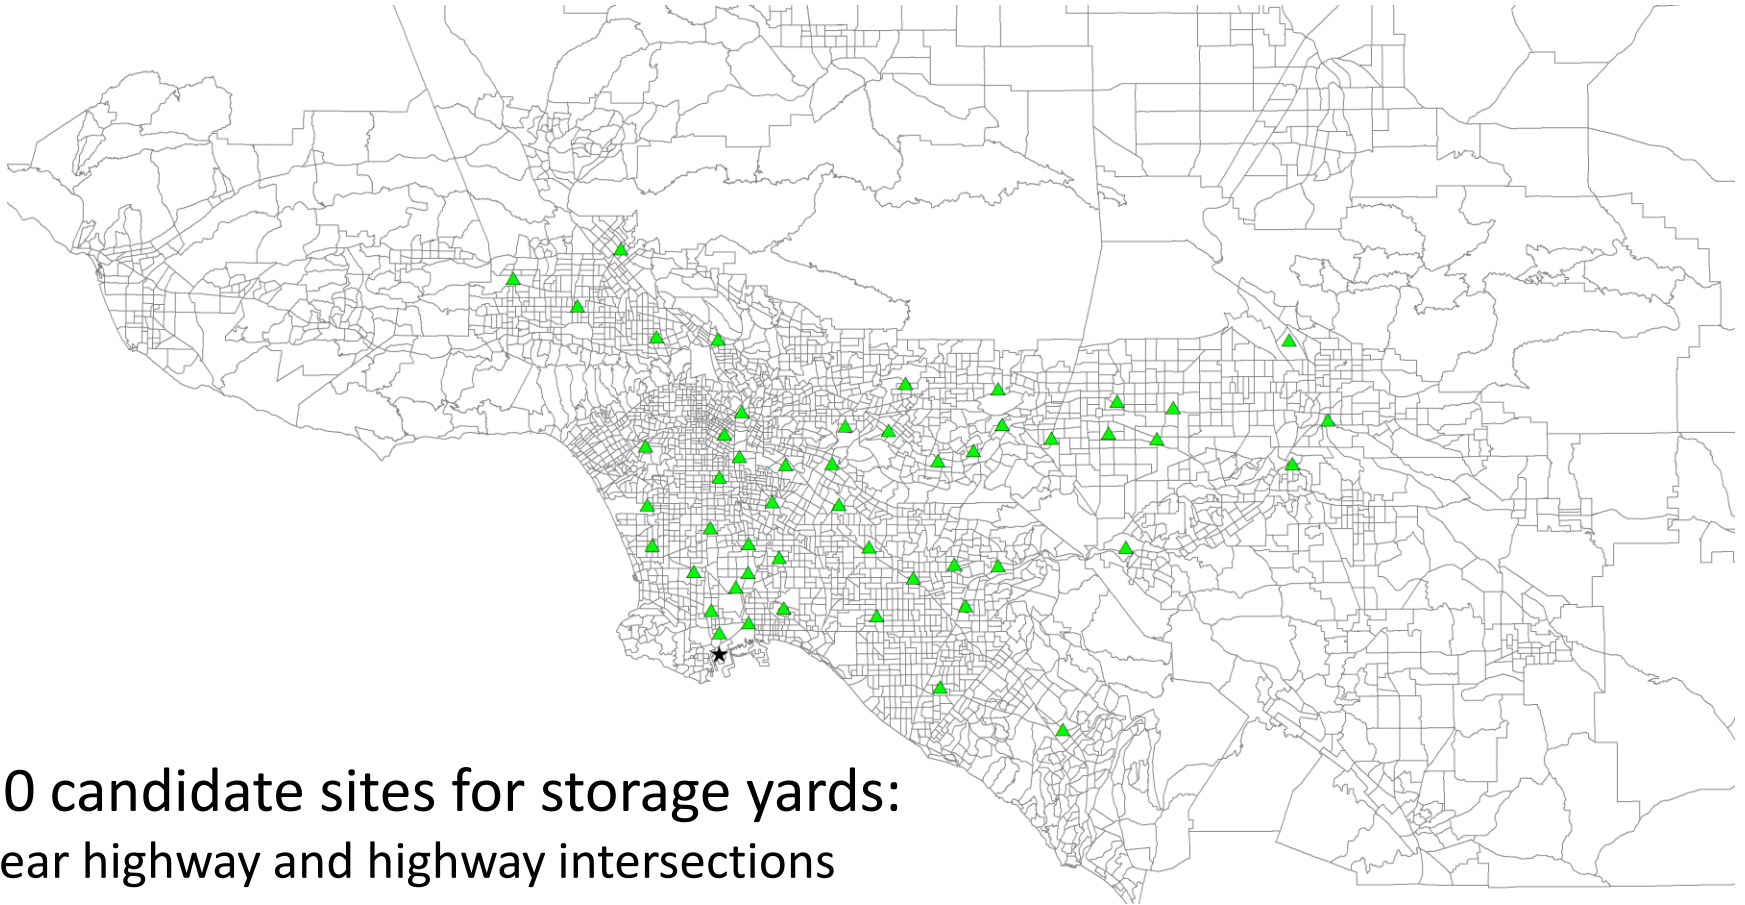 0 candidate sites for storage yards:
ear highway and highway intersections